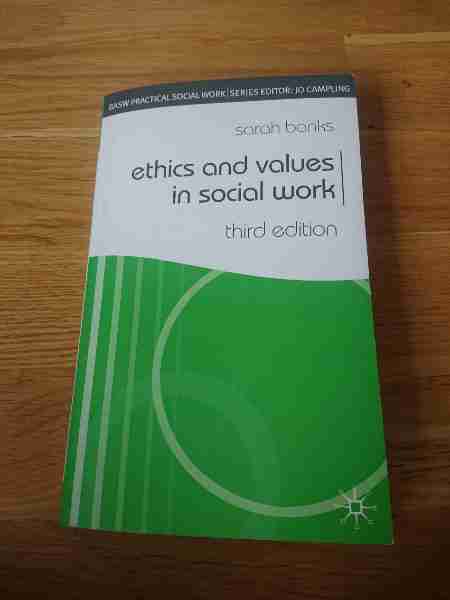 BASW PRACTICAL SOCIAL WORK | SERIES EDITOR: JO CAMPLING
sarah banks
ethics and values
in social work
third edition